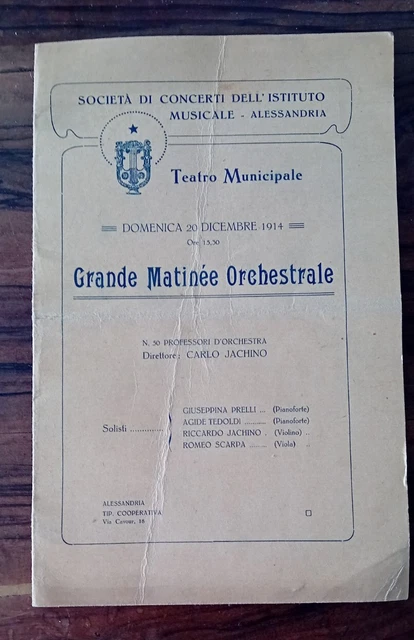 SOCIETÀ DI CONCERTI DELL'ISTITUTO
MUSICALE - ALESSANDRIA
Teatro Municipale
DOMENICA 20 DICEMBRE 1914
Ore 15,30
Grande Matinée Orchestrale
N. 50 PROFESSORI D'ORCHESTRA
Direttore: CARLO JACHINO
Solisti ..............
GIUSEPPINA PRELLI ... (Pianoforte)
AGIDE TEDOLDI ........... (Pianoforte)
RICCARDO JACHINO . (Violino) ..
ROMEO SCARPA ......... (Viola) ..
ALESSANDRIA
TIP. COOPERATIVA
Via Cavour, 18